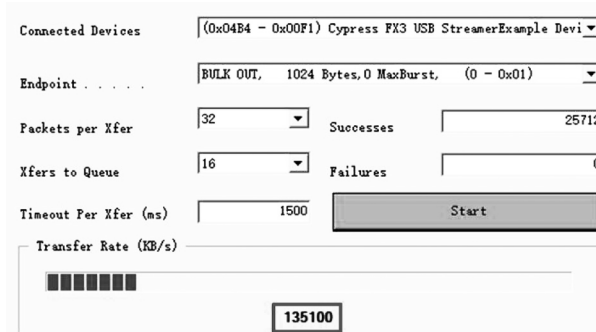 Connected Devices (0x04B4 - 0x00F1) Cypress FX3 USB StreamerExample Devi
Endpoint . . . . . BULK OUT, 1024 Bytes,0 MaxBurst, (0 - 0x01)
Packets per Xfer 32 Successes 25712
Xfers to Queue 16 Failures 0
Timeout Per Xfer (ms) 1500 Start
Transfer Rate (KB/s)
135100